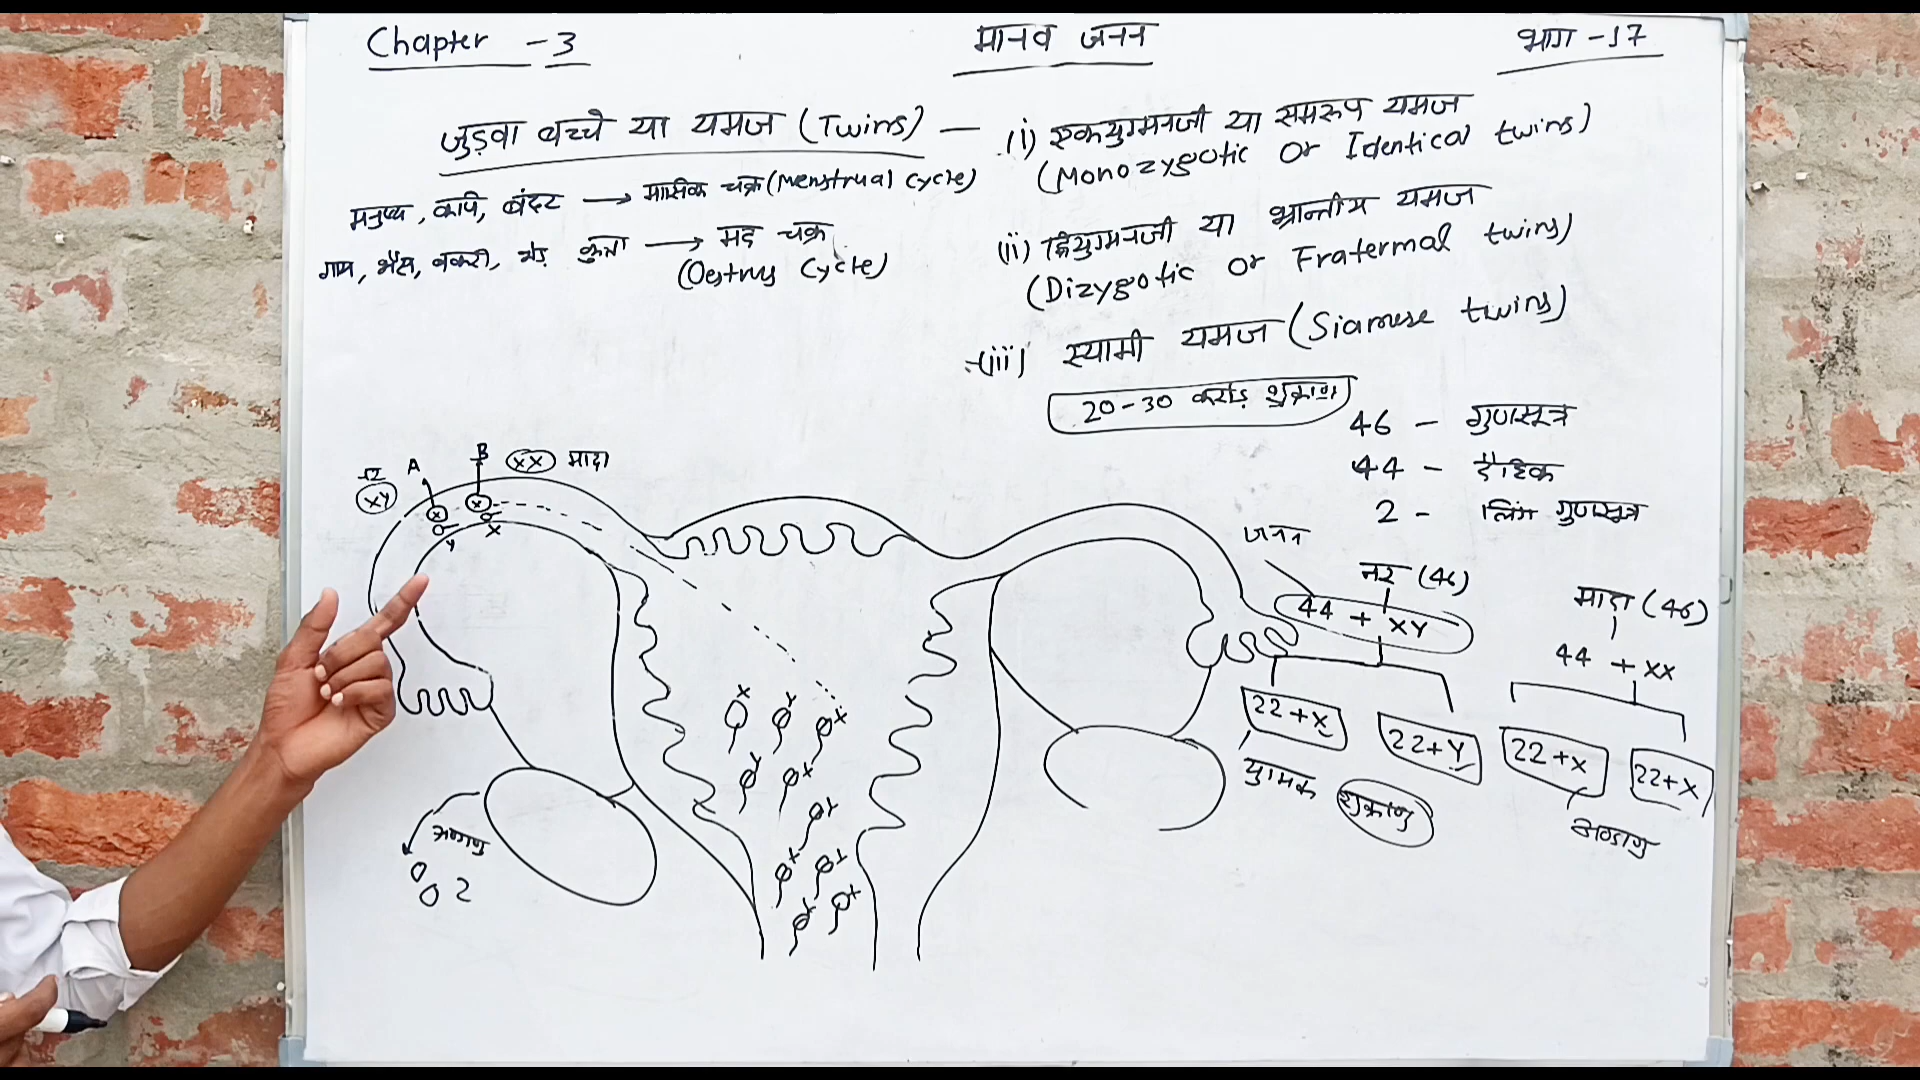 Chapter - 3
मानव जनन
भाग - 17
जुड़वा बच्चे या यमज (Twins) —
(i) एकयुग्मनजी या समरूप यमज
(Monozygotic or Identical twins)
मनुष्य, कपि, बंदर → मासिक चक्र (Menstrual cycle)
गाय, भैंस, बकरी, भेड़ कुत्ता → मद चक्र
(Oestrus Cycle)
(ii) द्वियुग्मनजी या भ्रान्तीय यमज
(Dizygotic or Fratermal twins)
(iii) स्यामी यमज (Siamese twins)
20-30 करोड़ शुक्राणु
46 - गुणसूत्र
44 - दैहिक
2 - लिंग गुणसूत्र
नर
XY
A
B
XX मादा
X
X
Y
X
जनन
नर (46)
44 + XY
22+X
22+Y
युग्मक
शुक्राणु
मादा (46)
44 + XX
22+X
22+X
अण्डाणु
अण्डाणु
2